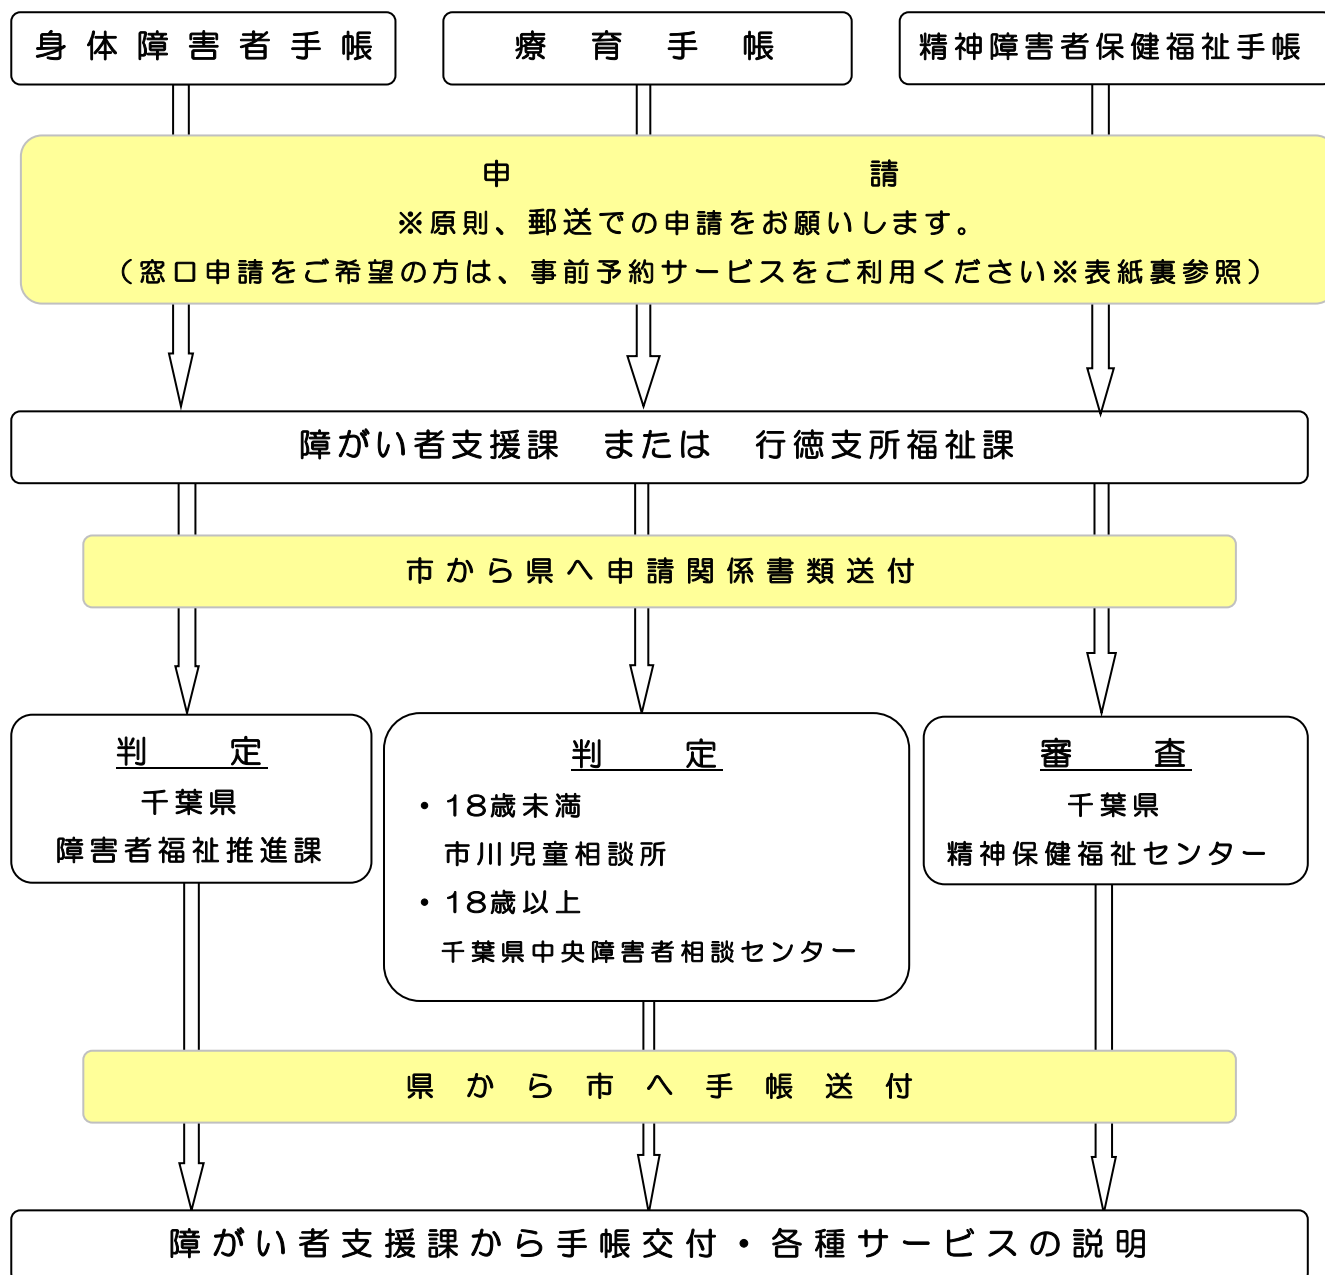 身体障害者手帳
療育手帳
精神障害者保健福祉手帳
申請
※原則、郵送での申請をお願いします。
（窓口申請をご希望の方は、事前予約サービスをご利用ください※表紙裏参照）
障がい者支援課　または　行徳支所福祉課
市から県へ申請関係書類送付
判定
千葉県
障害者福祉推進課
判定
・18歳未満
市川児童相談所
・18歳以上
千葉県中央障害者相談センター
審査
千葉県
精神保健福祉センター
県から市へ手帳送付
障がい者支援課から手帳交付・各種サービスの説明